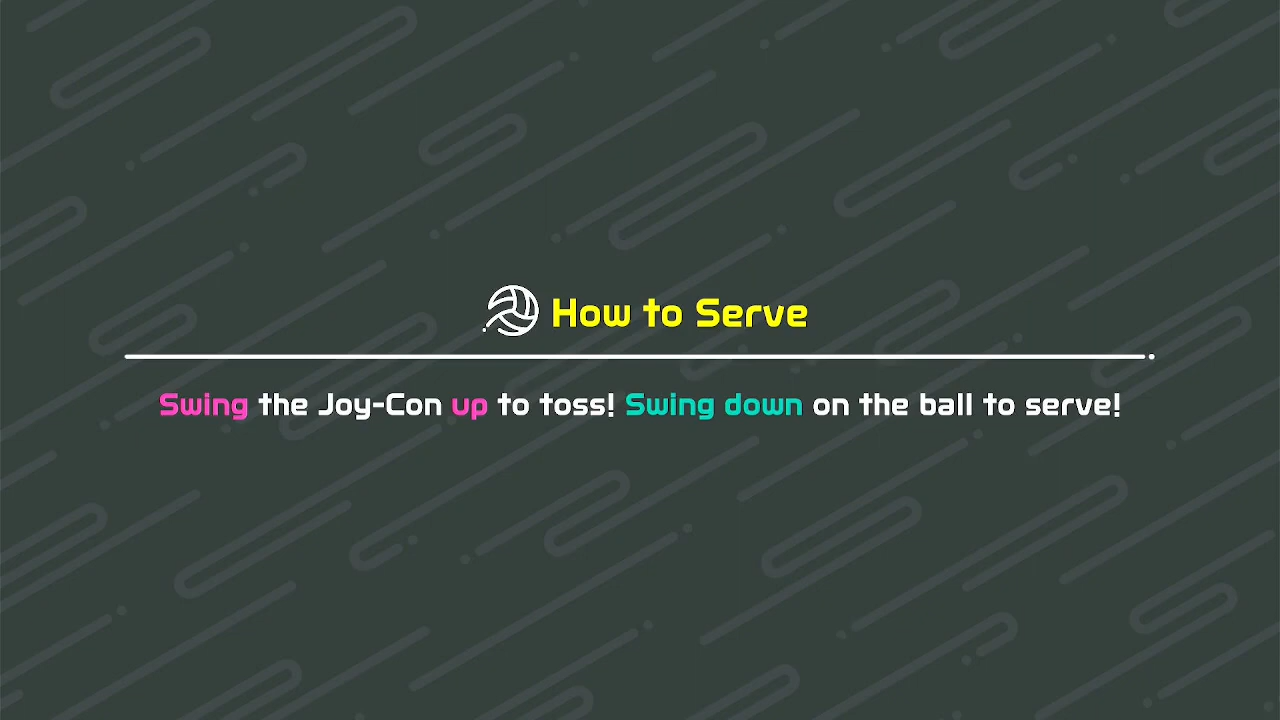 How to Serve
Swing the Joy-Con up to toss! Swing down on the ball to serve!